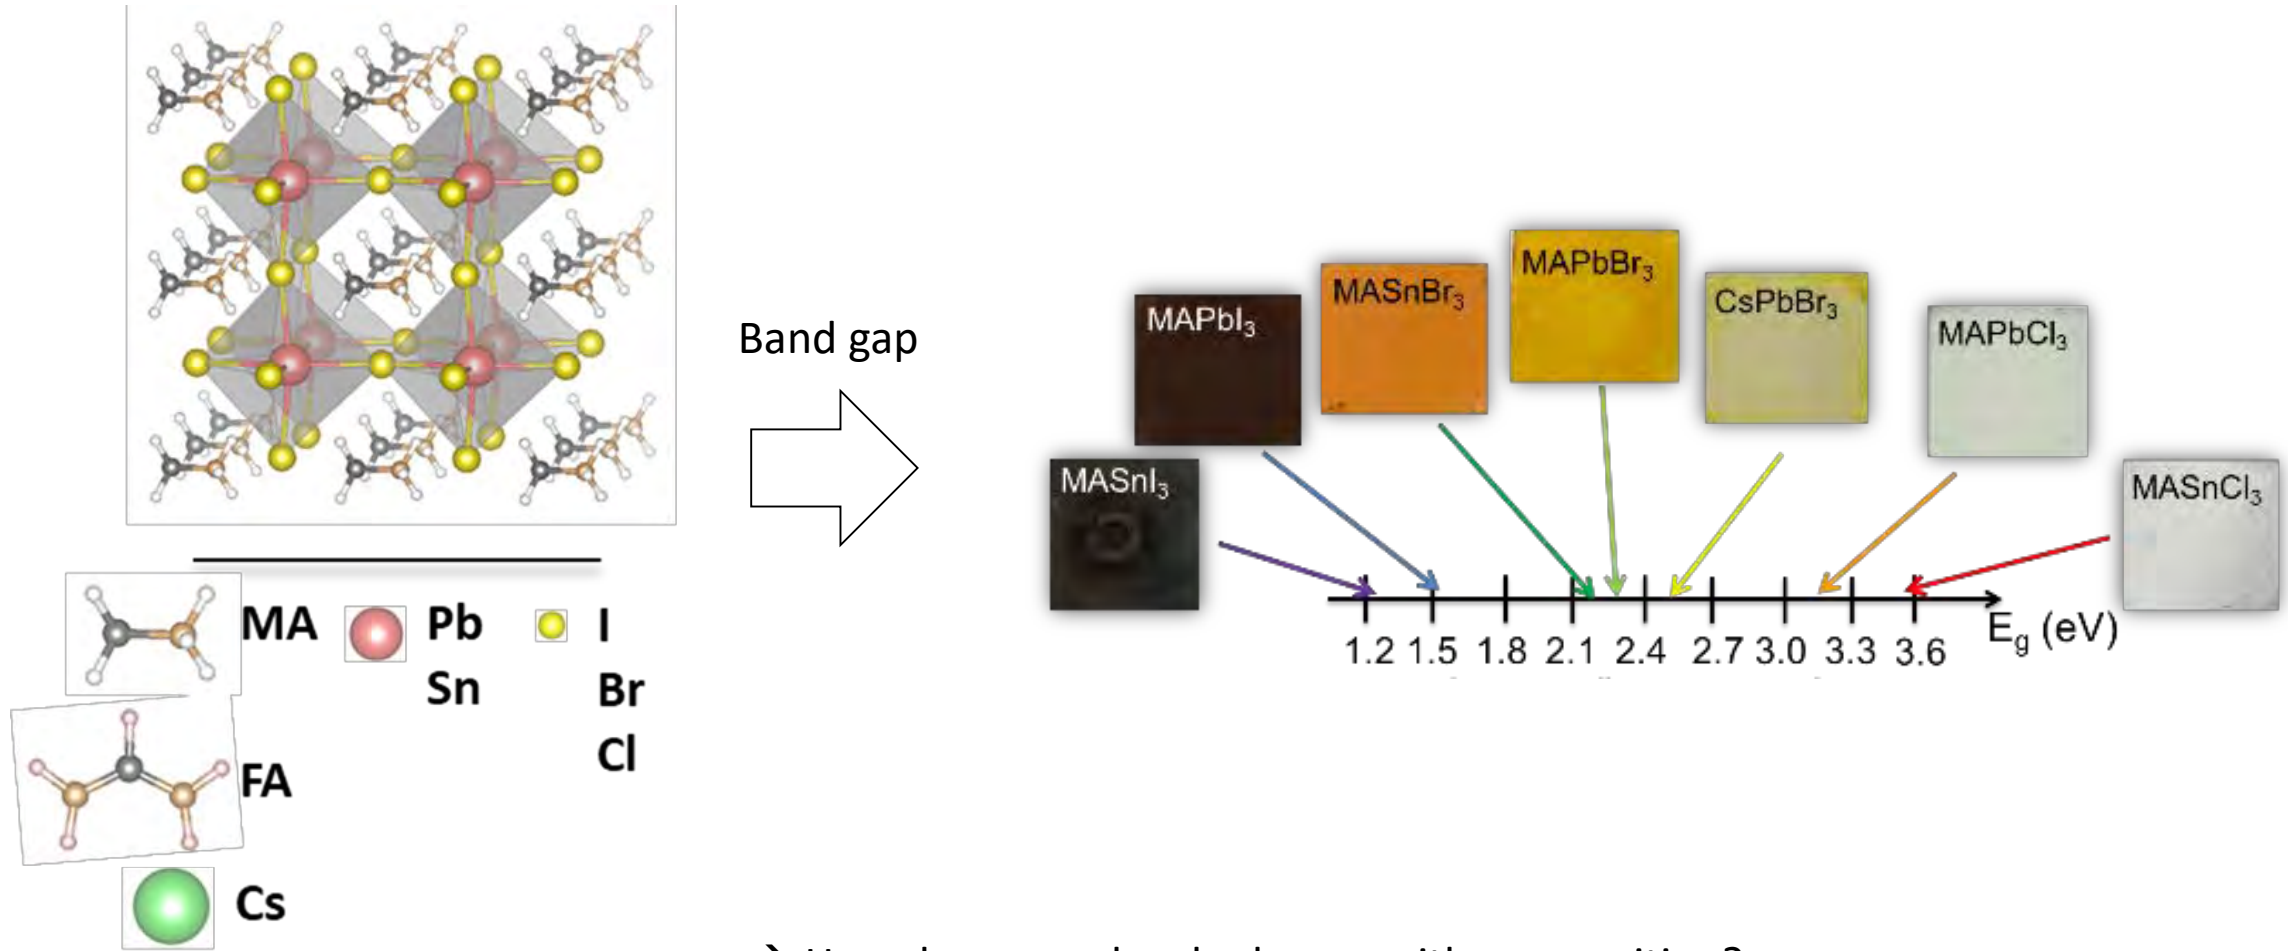 Band gap
MASnI₃
MAPbI₃
MASnBr₃
MAPbBr₃
CsPbBr₃
MAPbCl₃
MASnCl₃
1.2 1.5 1.8 2.1 2.4 2.7 3.0 3.3 3.6
E_g (eV)
MA
Pb
I
Sn
Br
Cl
FA
Cs